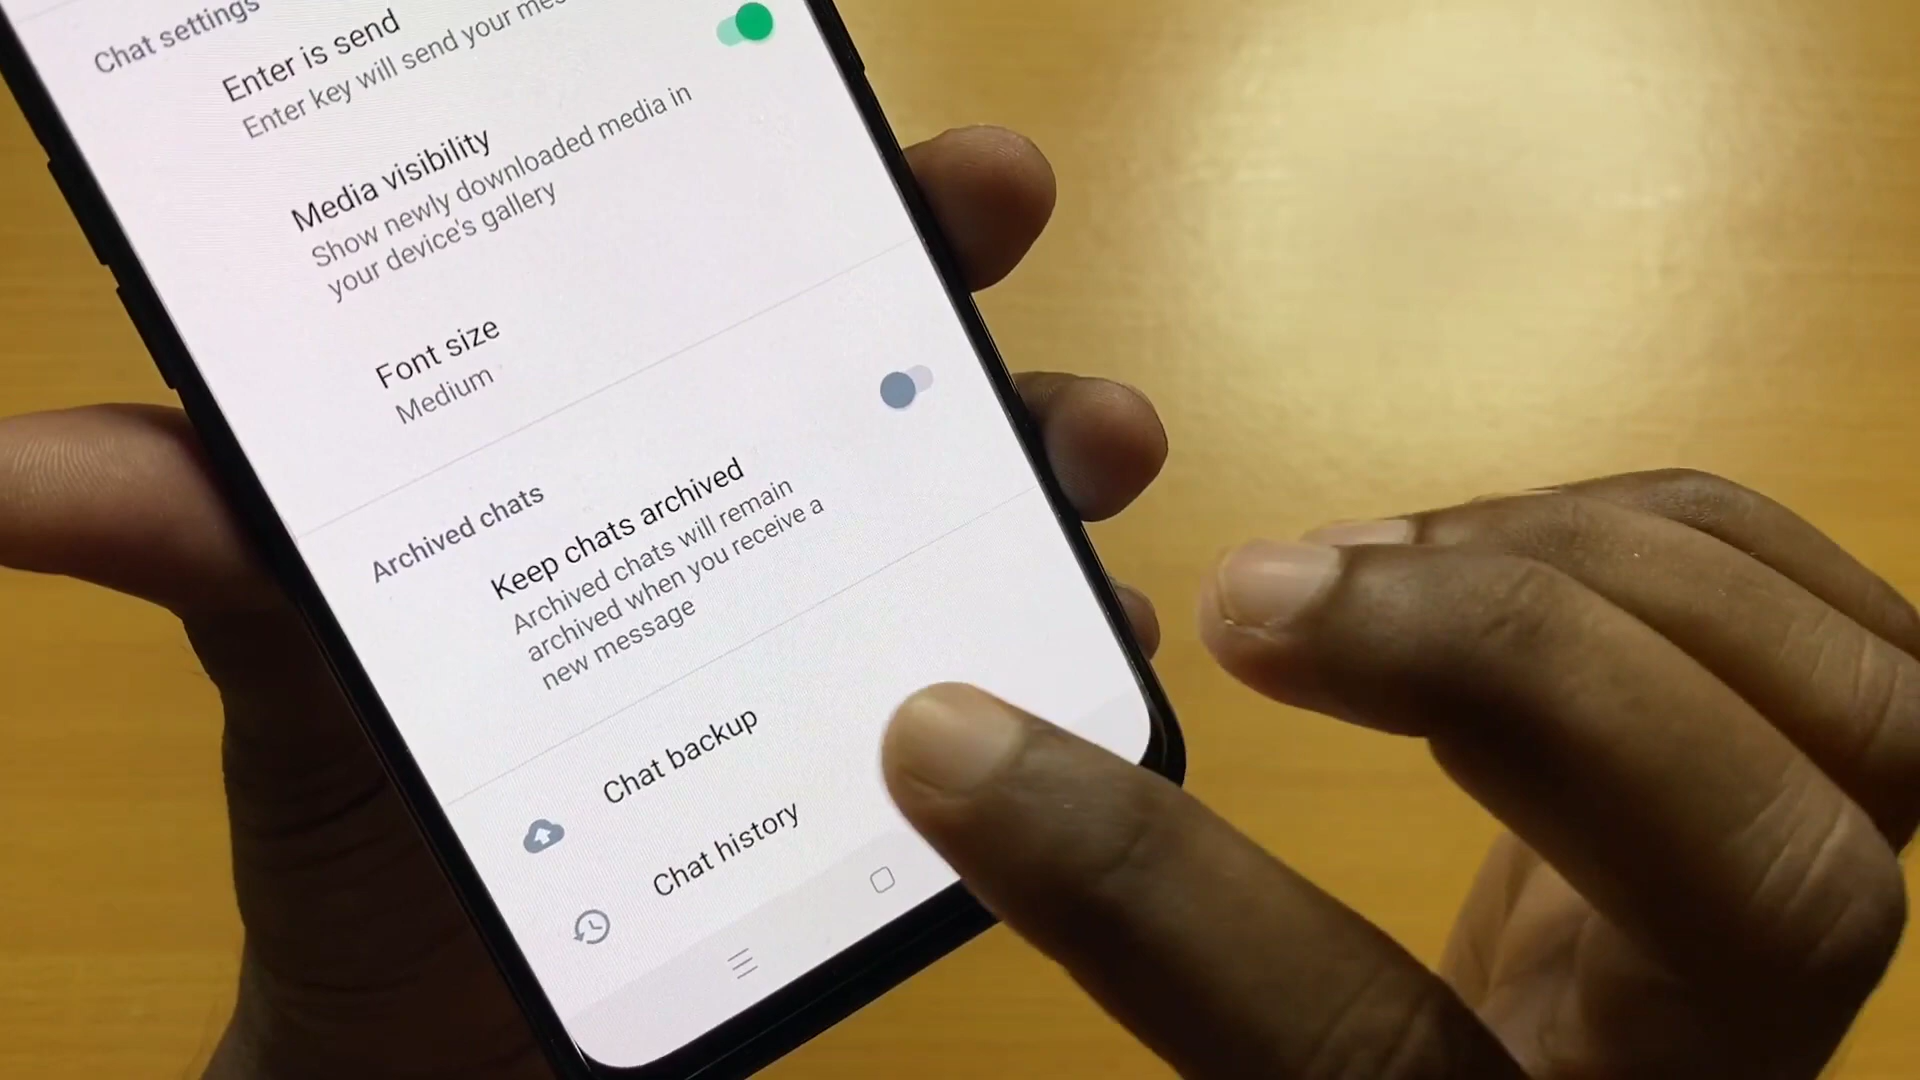 Chat settings
Enter is send
Enter key will send your
Media visibility
Show newly downloaded media in
your device's gallery
Font size
Medium
Archived chats
Keep chats archived
Archived chats will remain
archived when you receive a
new message
Chat backup
Chat history